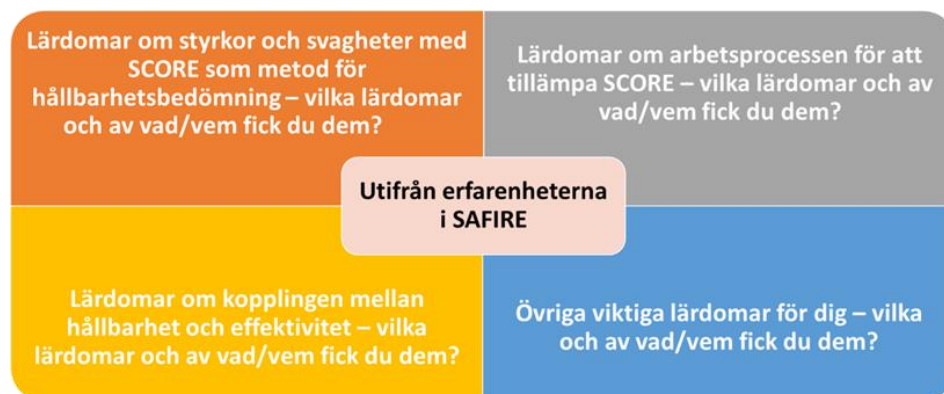 Lärdomar om styrkor och svagheter med
SCORE som metod för
hållbarhetsbedömning – vilka lärdomar
och av vad/vem fick du dem?
Lärdomar om arbetsprocessen för att
tillämpa SCORE – vilka lärdomar och av
vad/vem fick du dem?
Utifrån erfarenheterna
i SAFIRE
Lärdomar om kopplingen mellan
hållbarhet och effektivitet – vilka
lärdomar och av vad/vem fick du dem?
Övriga viktiga lärdomar för dig – vilka
och av vad/vem fick du dem?